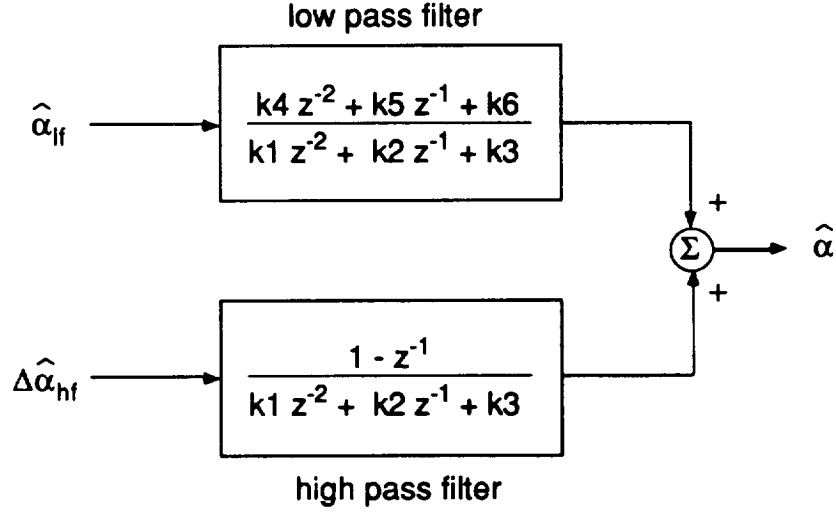 low pass filter
α̂lf
k4 z⁻² + k5 z⁻¹ + k6
k1 z⁻² + k2 z⁻¹ + k3
+
Σ
α̂
+
Δα̂hf
1 - z⁻¹
k1 z⁻² + k2 z⁻¹ + k3
high pass filter